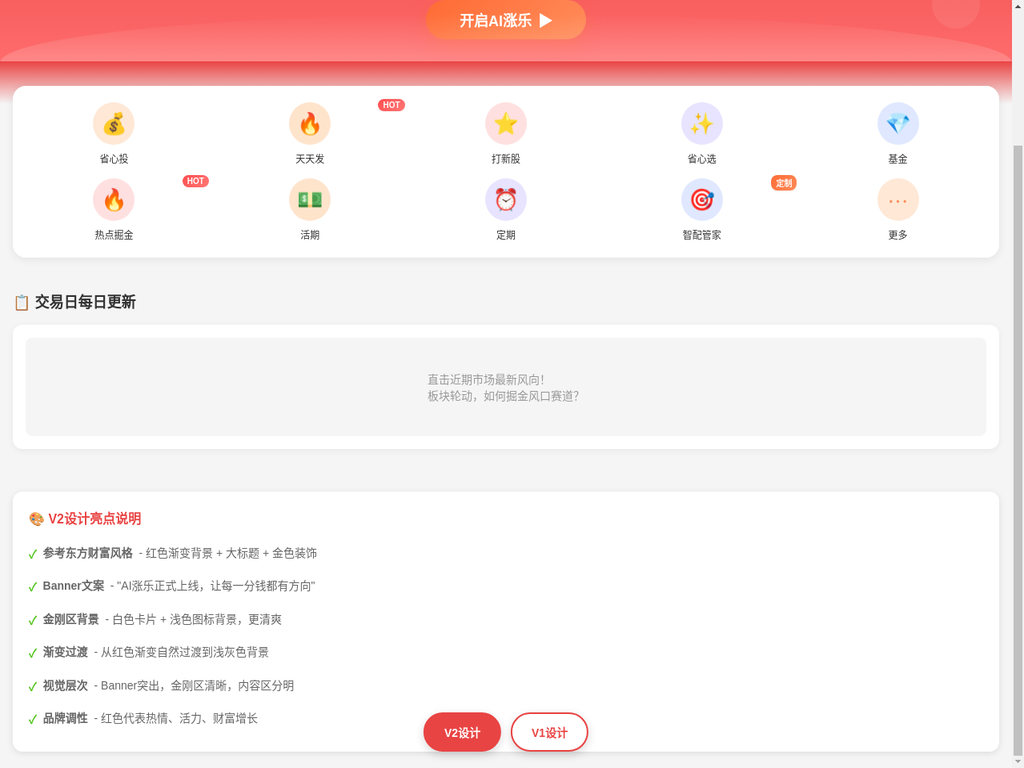 开启AI涨乐 ▶
HOT
省心投
天天发
打新股
省心选
基金
HOT
定制
热点掘金
活期
定期
智配管家
更多
📋 交易日每日更新
直击近期市场最新风向!
板块轮动，如何掘金风口赛道?
🎨 V2设计亮点说明
✓ 参考东方财富风格 - 红色渐变背景 + 大标题 + 金色装饰
✓ Banner文案 - "AI涨乐正式上线，让每一分钱都有方向"
✓ 金刚区背景 - 白色卡片 + 浅色图标背景，更清爽
✓ 渐变过渡 - 从红色渐变自然过渡到浅灰色背景
✓ 视觉层次 - Banner突出，金刚区清晰，内容区分明
✓ 品牌调性 - 红色代表热情、活力、财富增长
V2设计
V1设计